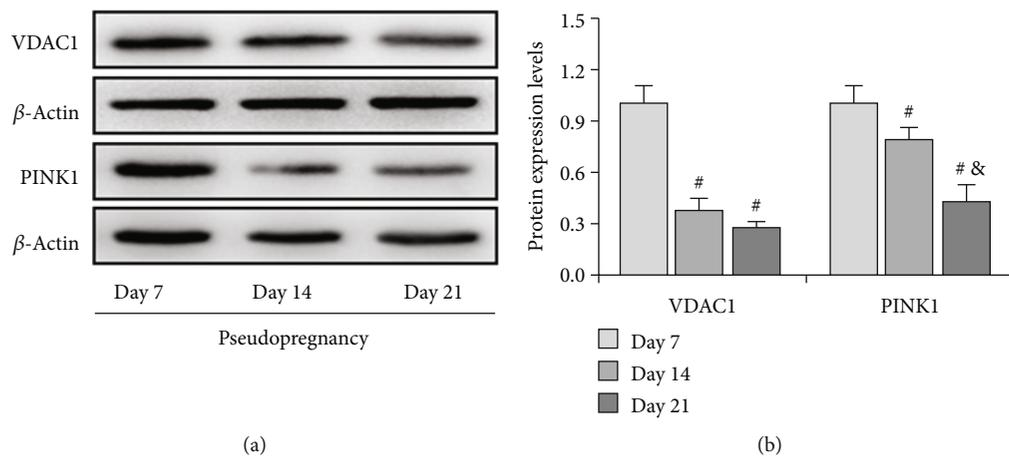 VDAC1
β-Actin
PINK1
β-Actin
Day 7 Day 14 Day 21
Pseudopregnancy
(a)
Protein expression levels
1.5
1.2
0.9
0.6
0.3
0.0
# # # # &
VDAC1 PINK1
Day 7
Day 14
Day 21
(b)